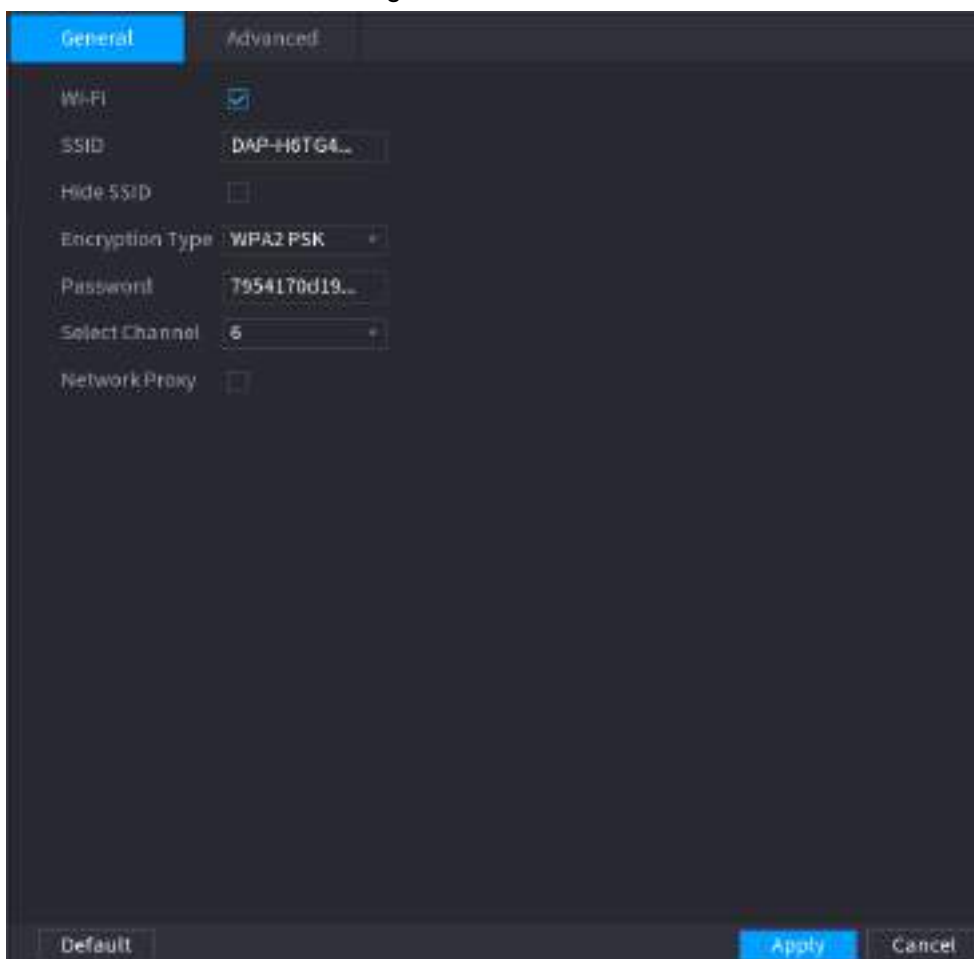 General Advanced
Wi-Fi
SSID DAP-H6TG4...
Hide SSID
Encryption Type WPA2 PSK
Password 7954170d19...
Select Channel 6
Network Proxy
Default Apply Cancel